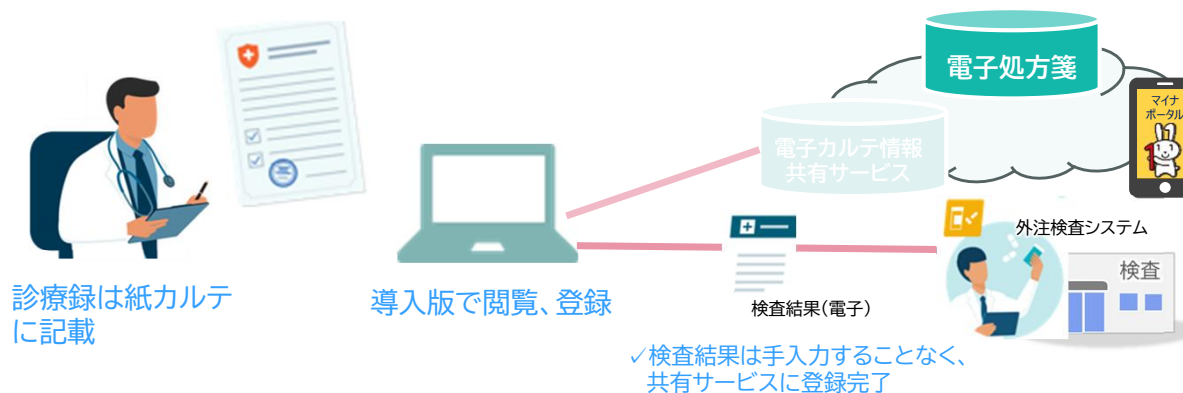 電子処方箋
マイナ
ポータル
電子カルテ情報
共有サービス
外注検査システム
検査
診療録は紙カルテ
に記載
導入版で閲覧、登録
検査結果(電子)
✓検査結果は手入力することなく、
共有サービスに登録完了